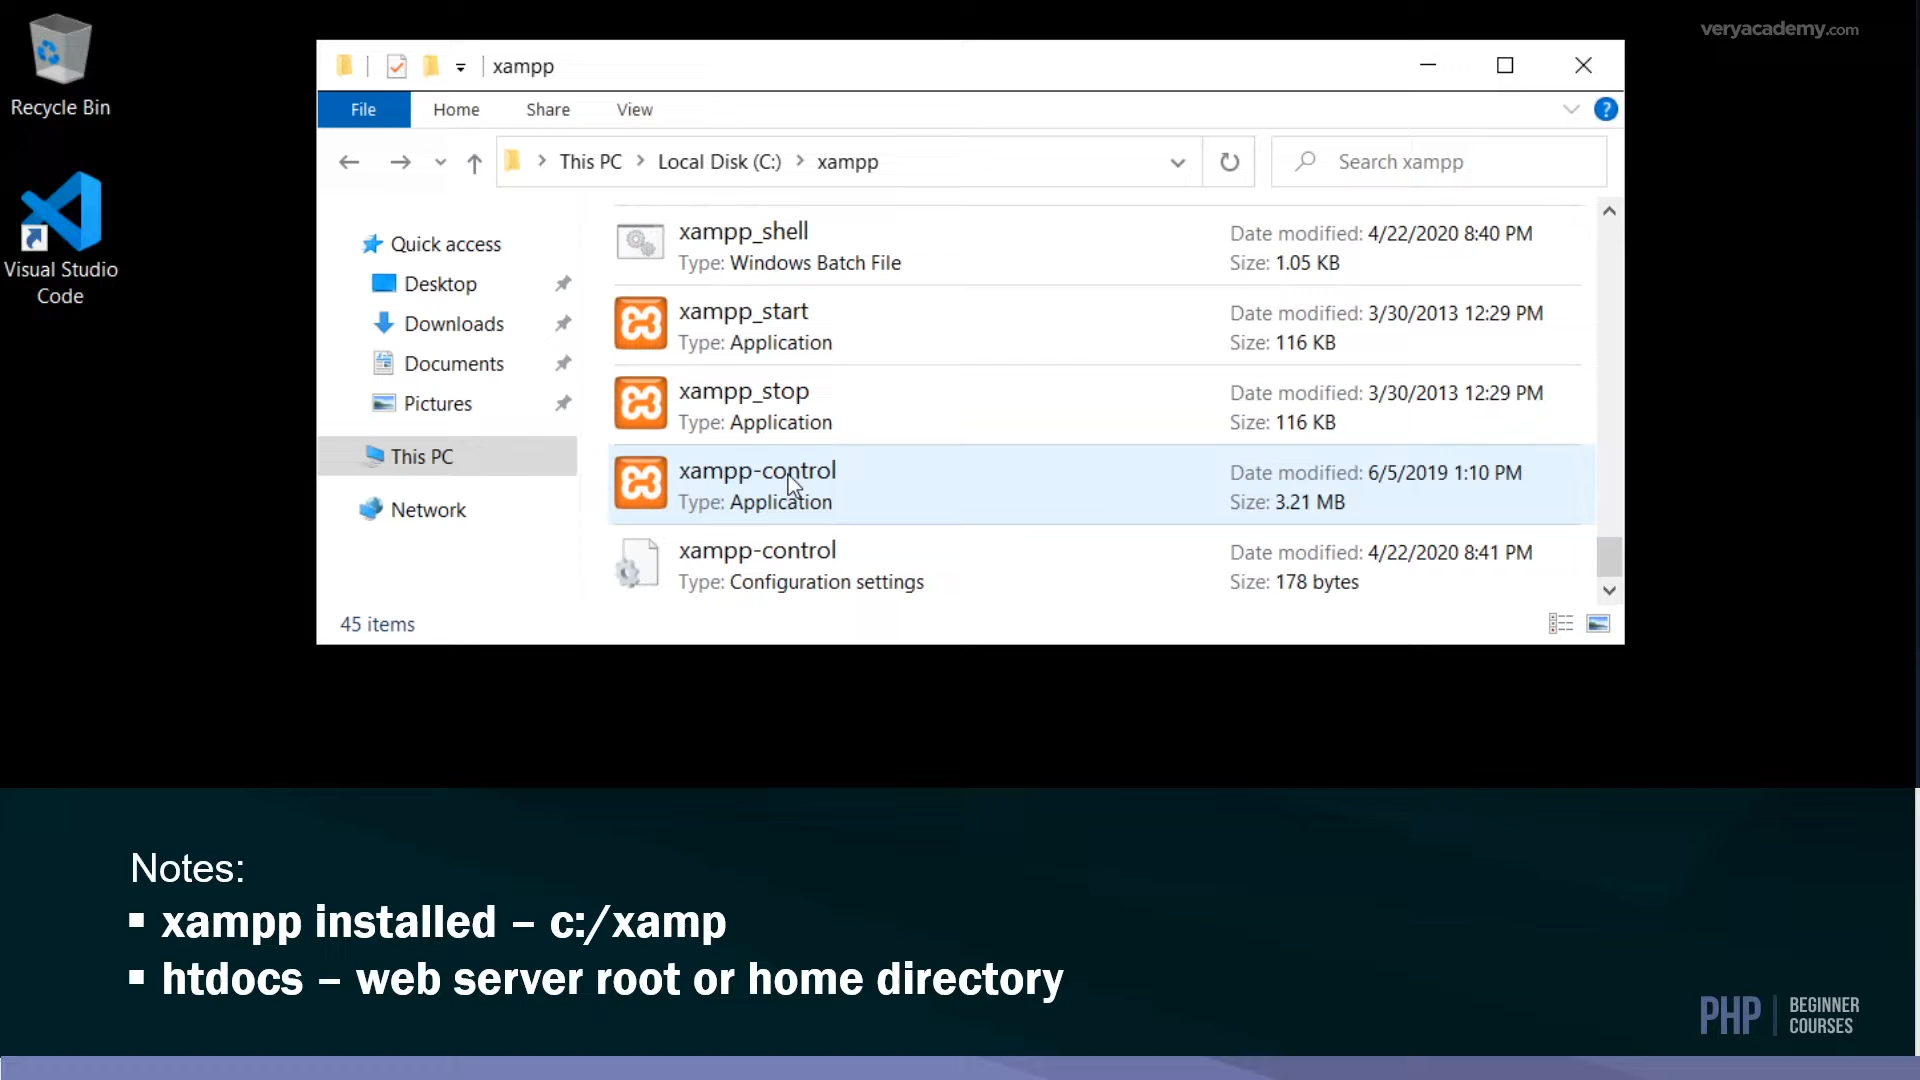 veryacademy.com
Recycle Bin
Visual Studio
Code
xampp
File Home Share View
This PC Local Disk (C:) xampp
Search xampp
Quick access
Desktop
Downloads
Documents
Pictures
This PC
Network
xampp_shell
Type: Windows Batch File
Date modified: 4/22/2020 8:40 PM
Size: 1.05 KB
xampp_start
Type: Application
Date modified: 3/30/2013 12:29 PM
Size: 116 KB
xampp_stop
Type: Application
Date modified: 3/30/2013 12:29 PM
Size: 116 KB
xampp-control
Type: Application
Date modified: 6/5/2019 1:10 PM
Size: 3.21 MB
xampp-control
Type: Configuration settings
Date modified: 4/22/2020 8:41 PM
Size: 178 bytes
45 items
Notes:
▪ xampp installed – c:/xamp
▪ htdocs – web server root or home directory
PHP | BEGINNER
COURSES